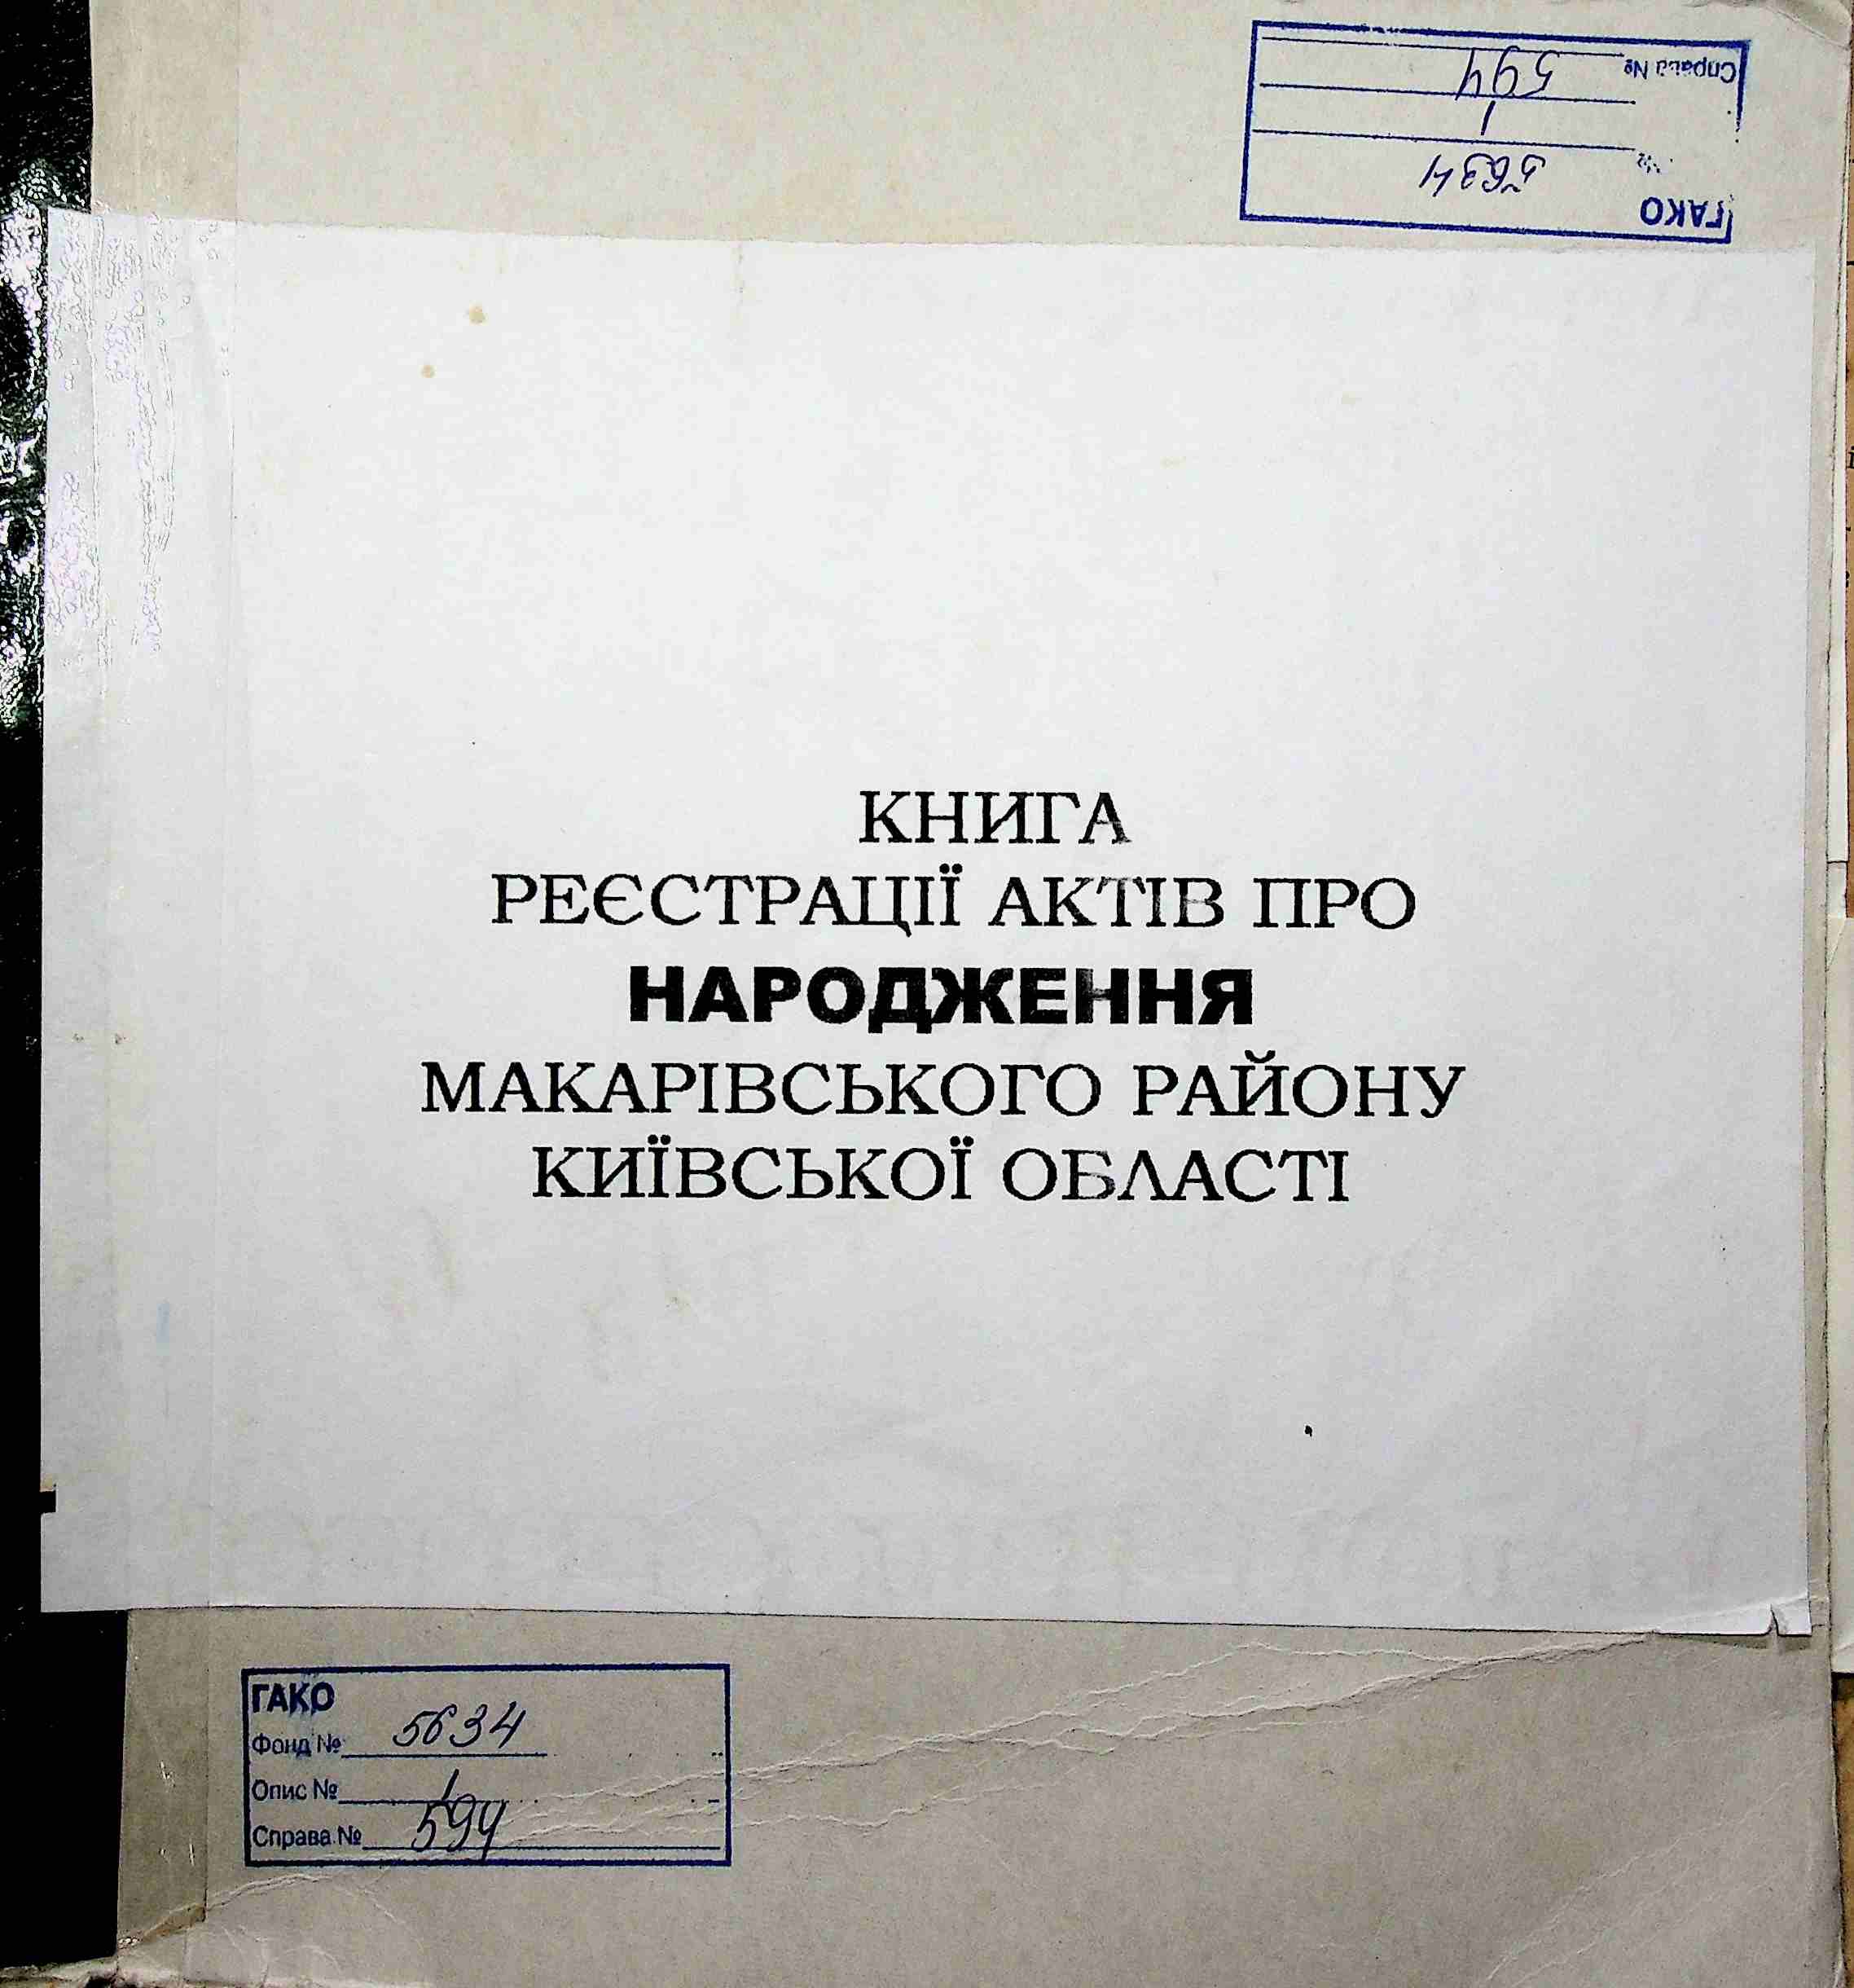 Справа № 594
1
№ 5634
ГАКО
КНИГА
РЕЄСТРАЦІЇ АКТІВ ПРО
НАРОДЖЕННЯ
МАКАРІВСЬКОГО РАЙОНУ
КИЇВСЬКОЇ ОБЛАСТІ
ГАКО
Фонд № 5634
Опис № 1
Справа № 594